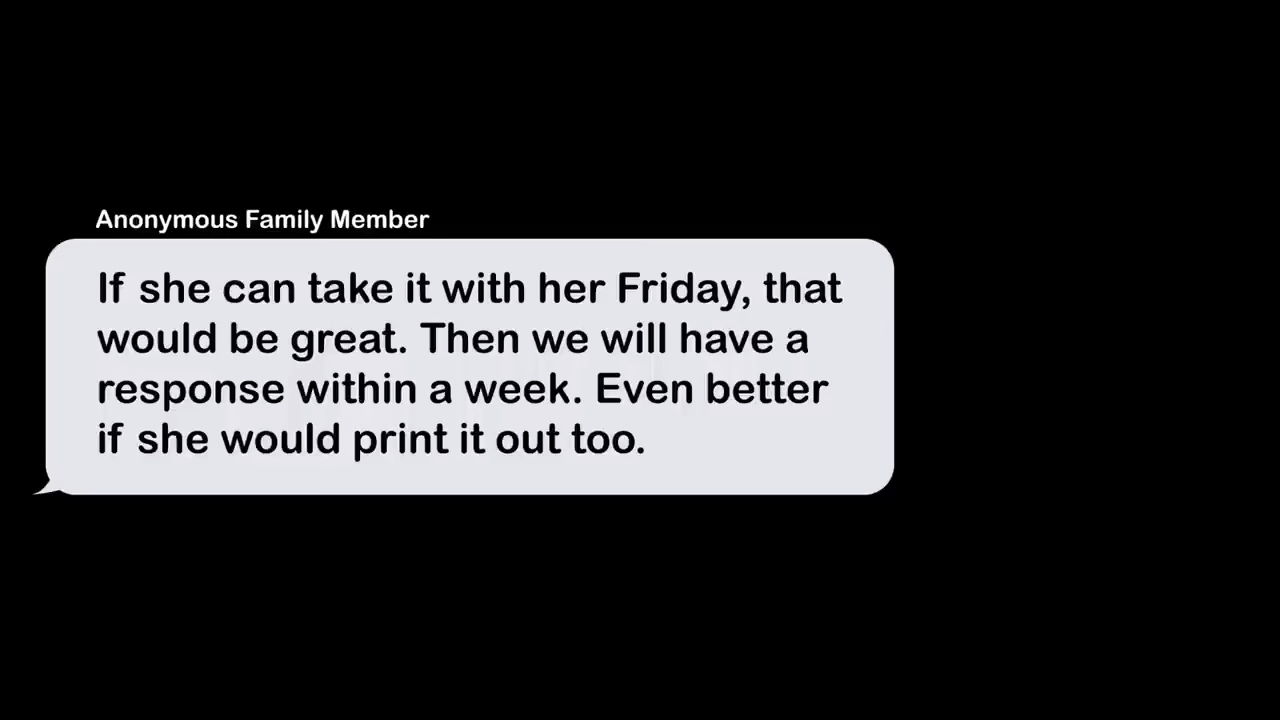 Anonymous Family Member
If she can take it with her Friday, that
would be great. Then we will have a
response within a week. Even better
if she would print it out too.